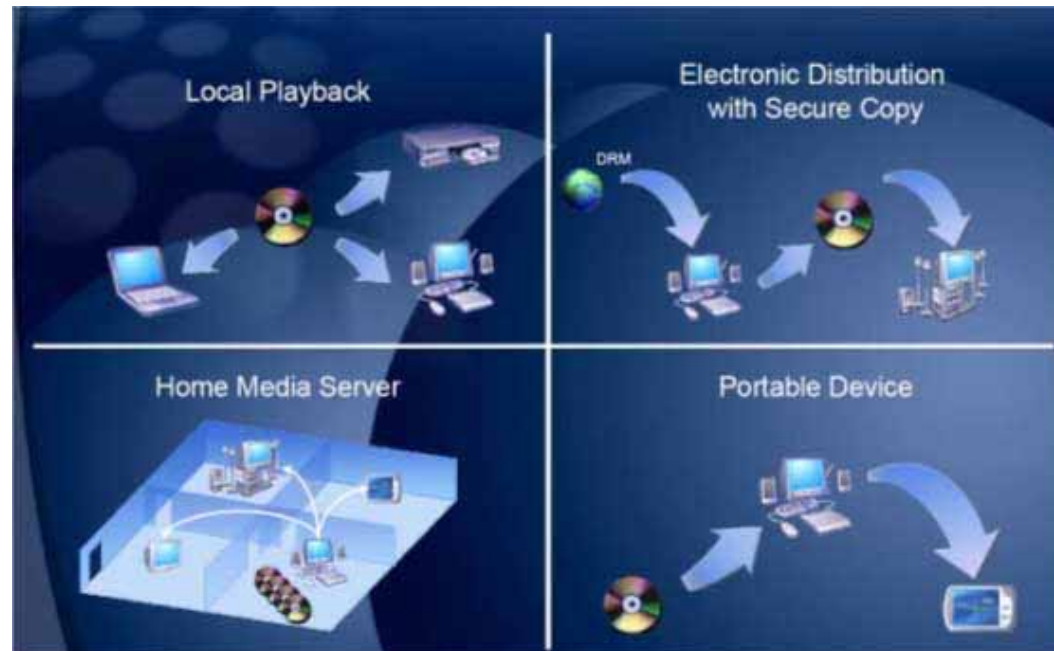 Local Playback
Electronic Distribution
with Secure Copy
DRM
Home Media Server
Portable Device